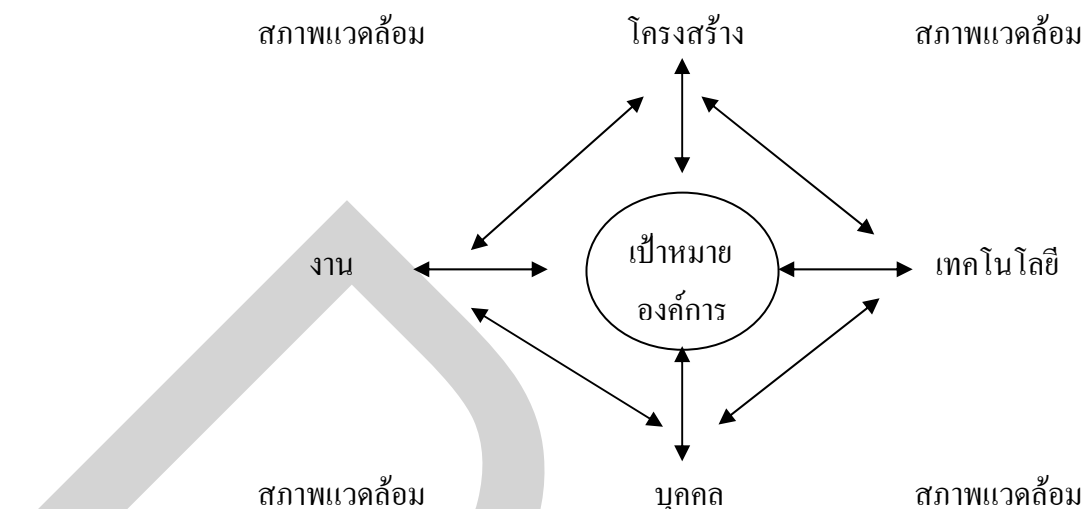 สภาพแวดล้อม โครงสร้าง สภาพแวดล้อม
เป้าหมาย
งาน เทคโนโลยี
องค์การ
สภาพแวดล้อม บุคคล สภาพแวดล้อม